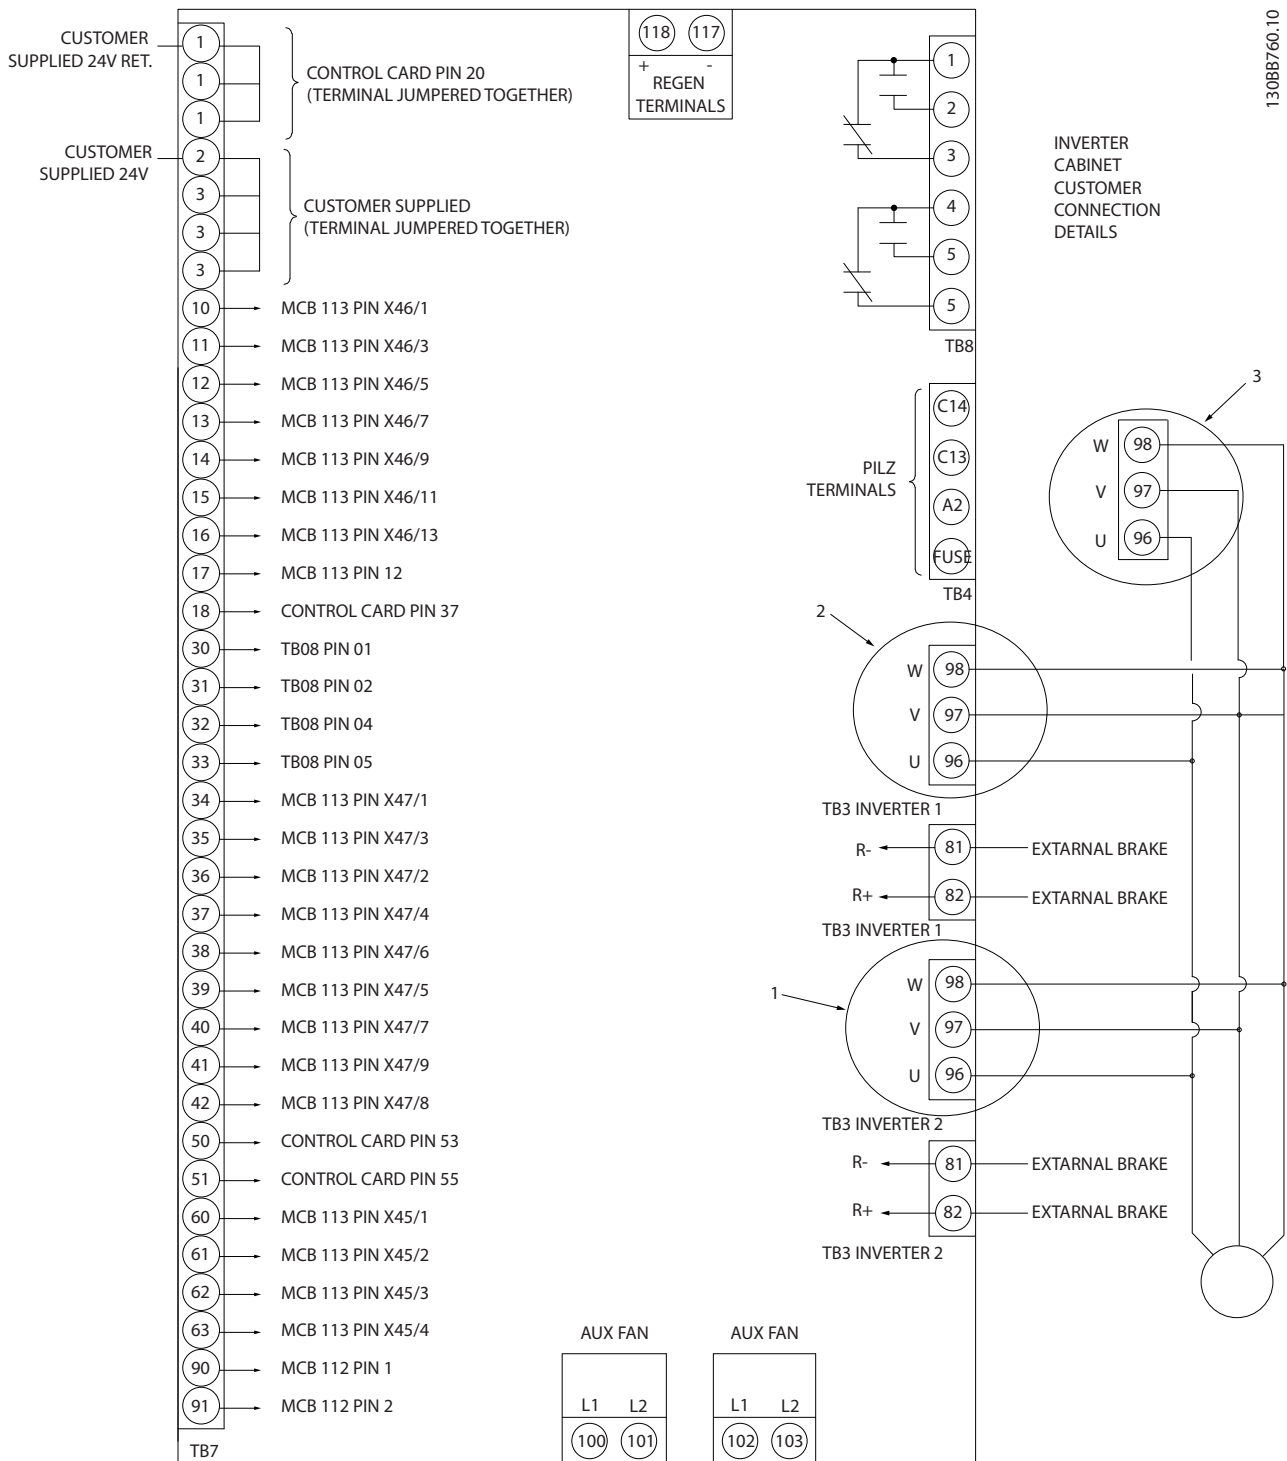 130BB760.10
CUSTOMER
SUPPLIED 24V RET.
1
1
1
CONTROL CARD PIN 20
(TERMINAL JUMPERED TOGETHER)
CUSTOMER
SUPPLIED 24V
2
3
3
3
CUSTOMER SUPPLIED
(TERMINAL JUMPERED TOGETHER)
10 MCB 113 PIN X46/1
11 MCB 113 PIN X46/3
12 MCB 113 PIN X46/5
13 MCB 113 PIN X46/7
14 MCB 113 PIN X46/9
15 MCB 113 PIN X46/11
16 MCB 113 PIN X46/13
17 MCB 113 PIN 12
18 CONTROL CARD PIN 37
30 TB08 PIN 01
31 TB08 PIN 02
32 TB08 PIN 04
33 TB08 PIN 05
34 MCB 113 PIN X47/1
35 MCB 113 PIN X47/3
36 MCB 113 PIN X47/2
37 MCB 113 PIN X47/4
38 MCB 113 PIN X47/6
39 MCB 113 PIN X47/5
40 MCB 113 PIN X47/7
41 MCB 113 PIN X47/9
42 MCB 113 PIN X47/8
50 CONTROL CARD PIN 53
51 CONTROL CARD PIN 55
60 MCB 113 PIN X45/1
61 MCB 113 PIN X45/2
62 MCB 113 PIN X45/3
63 MCB 113 PIN X45/4
90 MCB 112 PIN 1
91 MCB 112 PIN 2
TB7
118 117
+ -
REGEN
TERMINALS
1
2
3
4
5
5
TB8
INVERTER
CABINET
CUSTOMER
CONNECTION
DETAILS
PILZ
TERMINALS
C14
C13
A2
FUSE
TB4
3
W 98
V 97
U 96
2
W 98
V 97
U 96
TB3 INVERTER 1
R- 81 EXTARNAL BRAKE
R+ 82 EXTARNAL BRAKE
TB3 INVERTER 1
1
W 98
V 97
U 96
TB3 INVERTER 2
R- 81 EXTARNAL BRAKE
R+ 82 EXTARNAL BRAKE
TB3 INVERTER 2
AUX FAN
L1 L2
100 101
AUX FAN
L1 L2
102 103